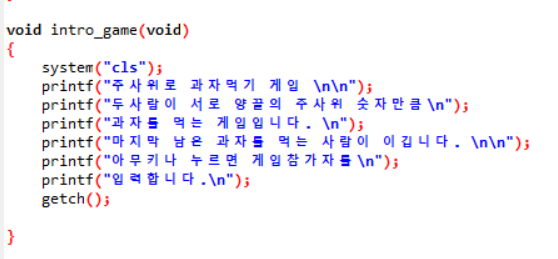 void intro_game(void)
{
system("cls");
printf("주사위로 과자먹기 게임 \n\n");
printf("두사람이 서로 양끝의 주사위 숫자만큼\n");
printf("과자를 먹는 게임입니다. \n");
printf("마지막 남은 과자를 먹는 사람이 이깁니다. \n\n");
printf("아무키나 누르면 게임참가자를\n");
printf("입력합니다.\n");
getch();
}